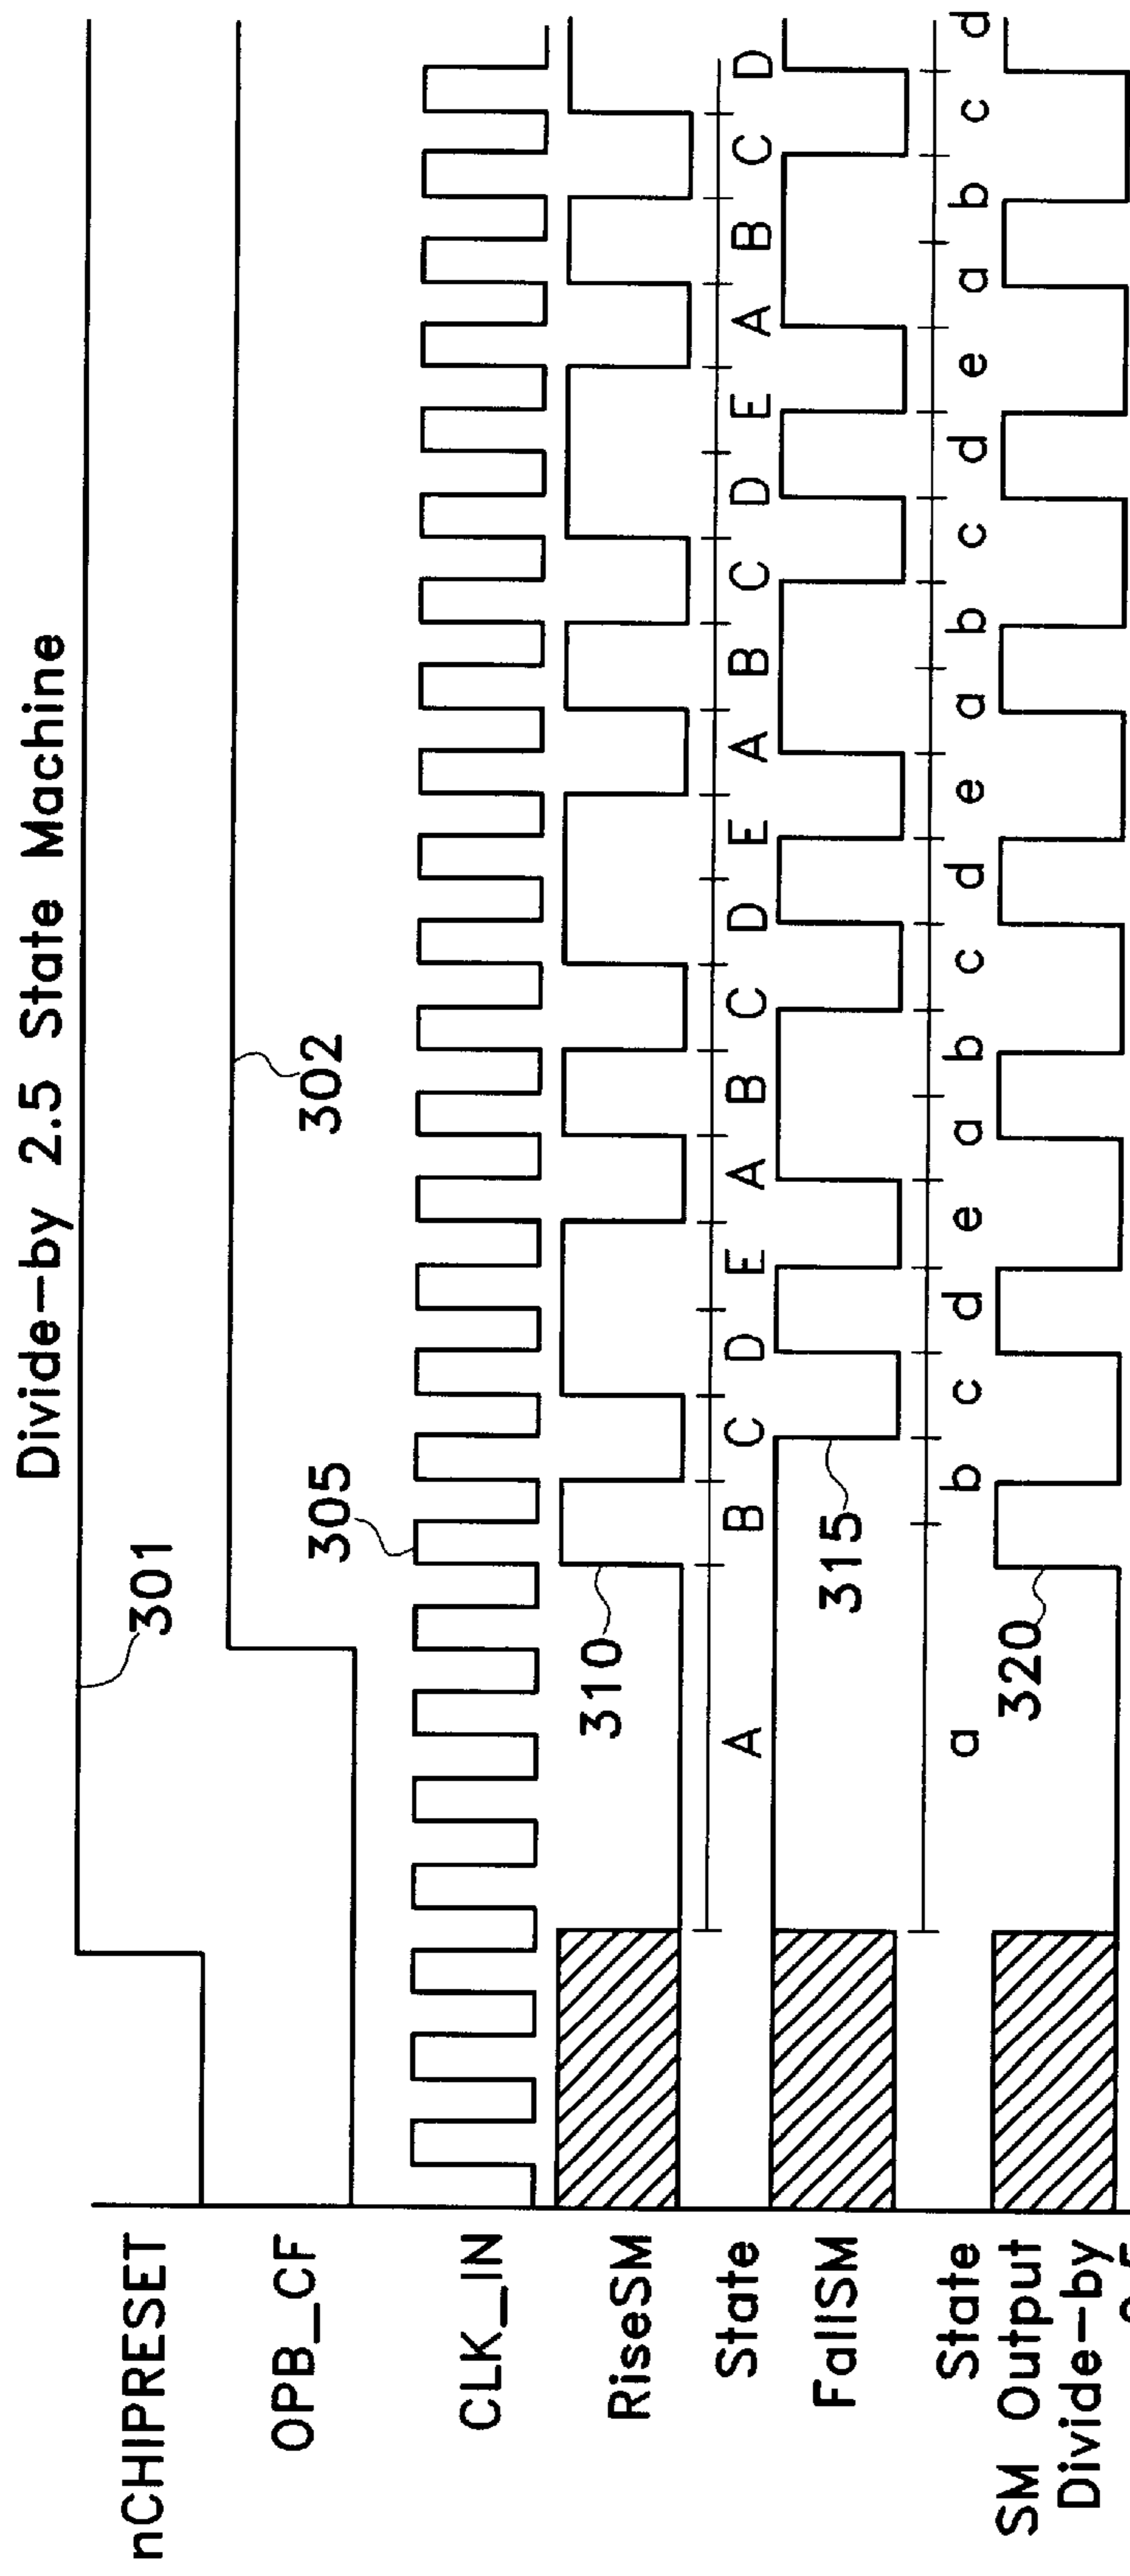 Divide-by 2.5 State Machine
nCHIPRESET
301
OPB_CF
302
CLK_IN
305
RiseSM
310
State
A B C D E A B C D E A B C D E A B C D
FallSM
315
State
a b c d e a b c d e a b c d e a b c d
SM Output
Divide-by
320